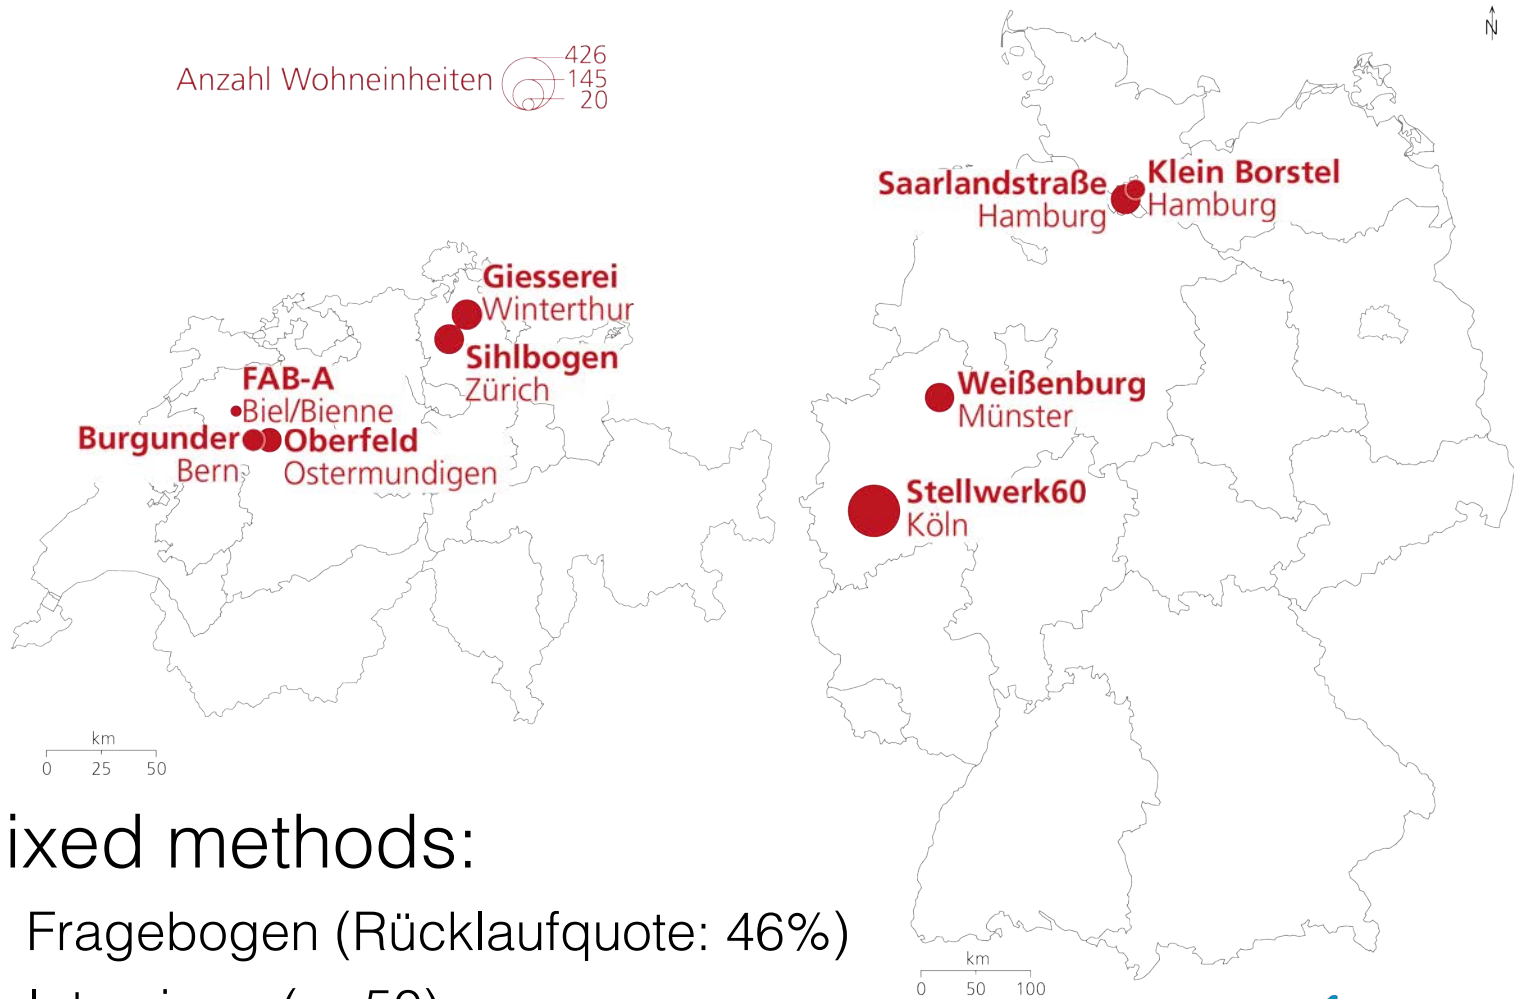 N
Anzahl Wohneinheiten
426
145
20
Saarlandstraße
Hamburg
Klein Borstel
Hamburg
Giesserei
Winterthur
Sihlbogen
Zürich
FAB-A
Biel/Bienne
Burgunder
Bern
Oberfeld
Ostermundigen
Weißenburg
Münster
Stellwerk60
Köln
km
0 25 50
ixed methods:
Fragebogen (Rücklaufquote: 46%)
km
0 50 100